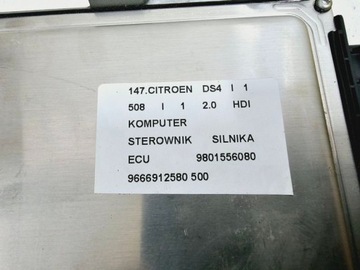 147.CITROEN DS4 I 1
508 I 1 2.0 HDI
KOMPUTER
STEROWNIK SILNIKA
ECU 9801556080
9666912580 500